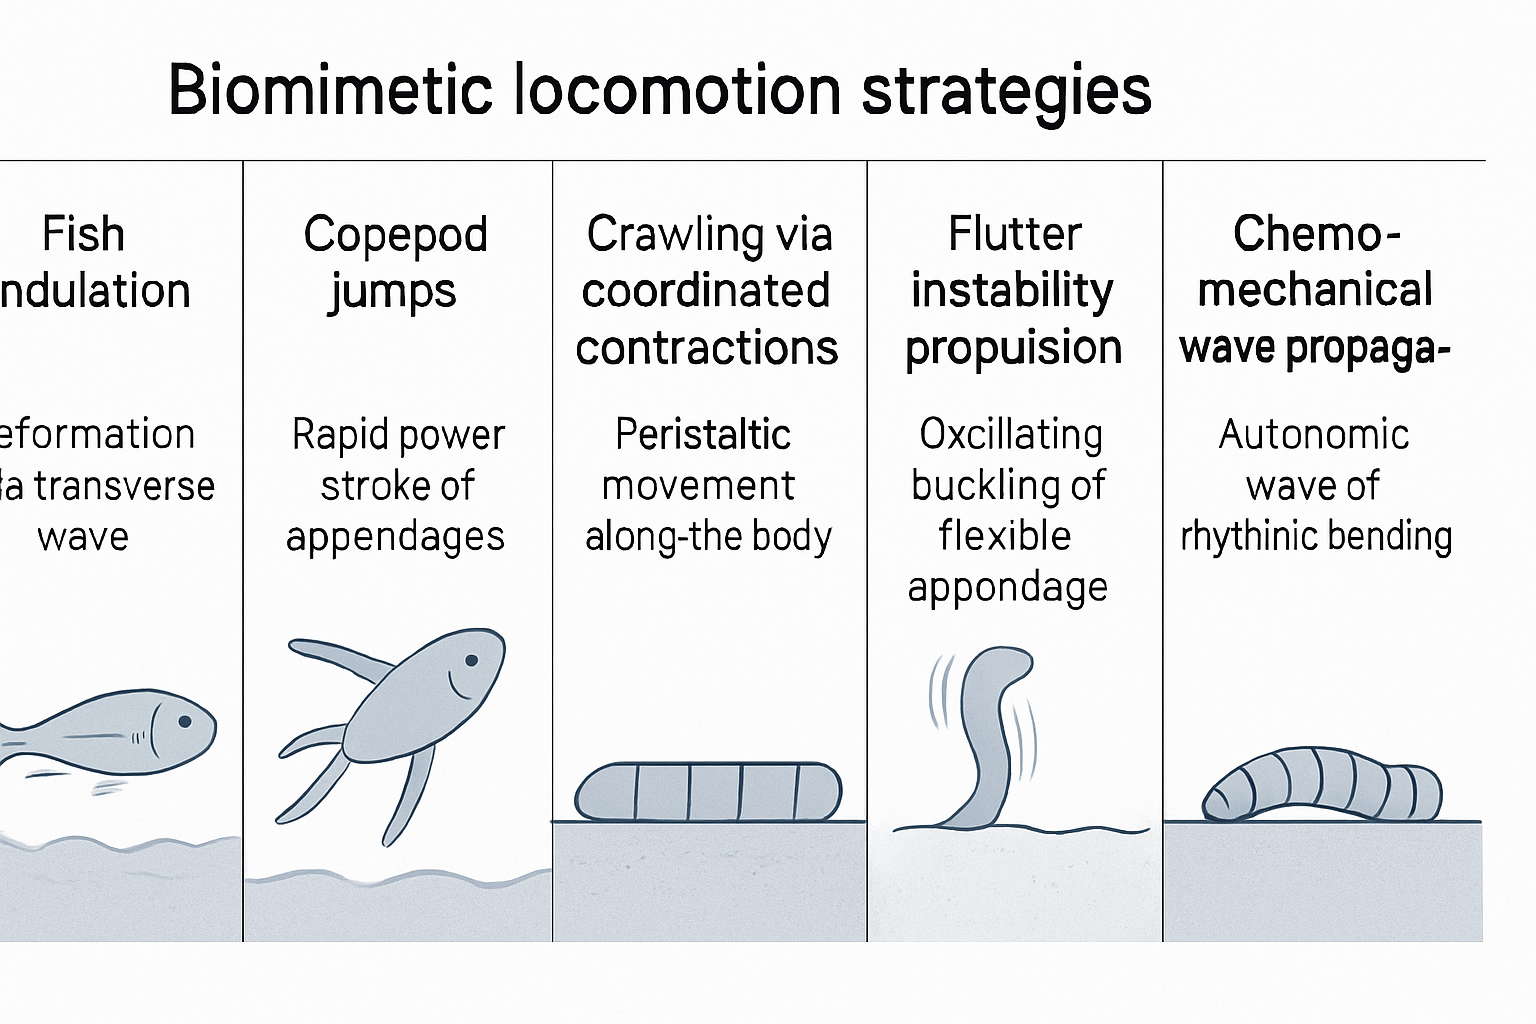 Biomimetic locomotion strategies
Fish
ndulation
eformation
a transverse
wave
Copepod
jumps
Rapid power
stroke of
appendages
Crawling via
coordinated
contractions
Peristaltic
movement
along-the body
Flutter
instability
propuision
Oxcillating
buckling of
flexible
appondage
Chemo-
mechanical
wave propaga-
Autonomic
wave of
rhythinic bending